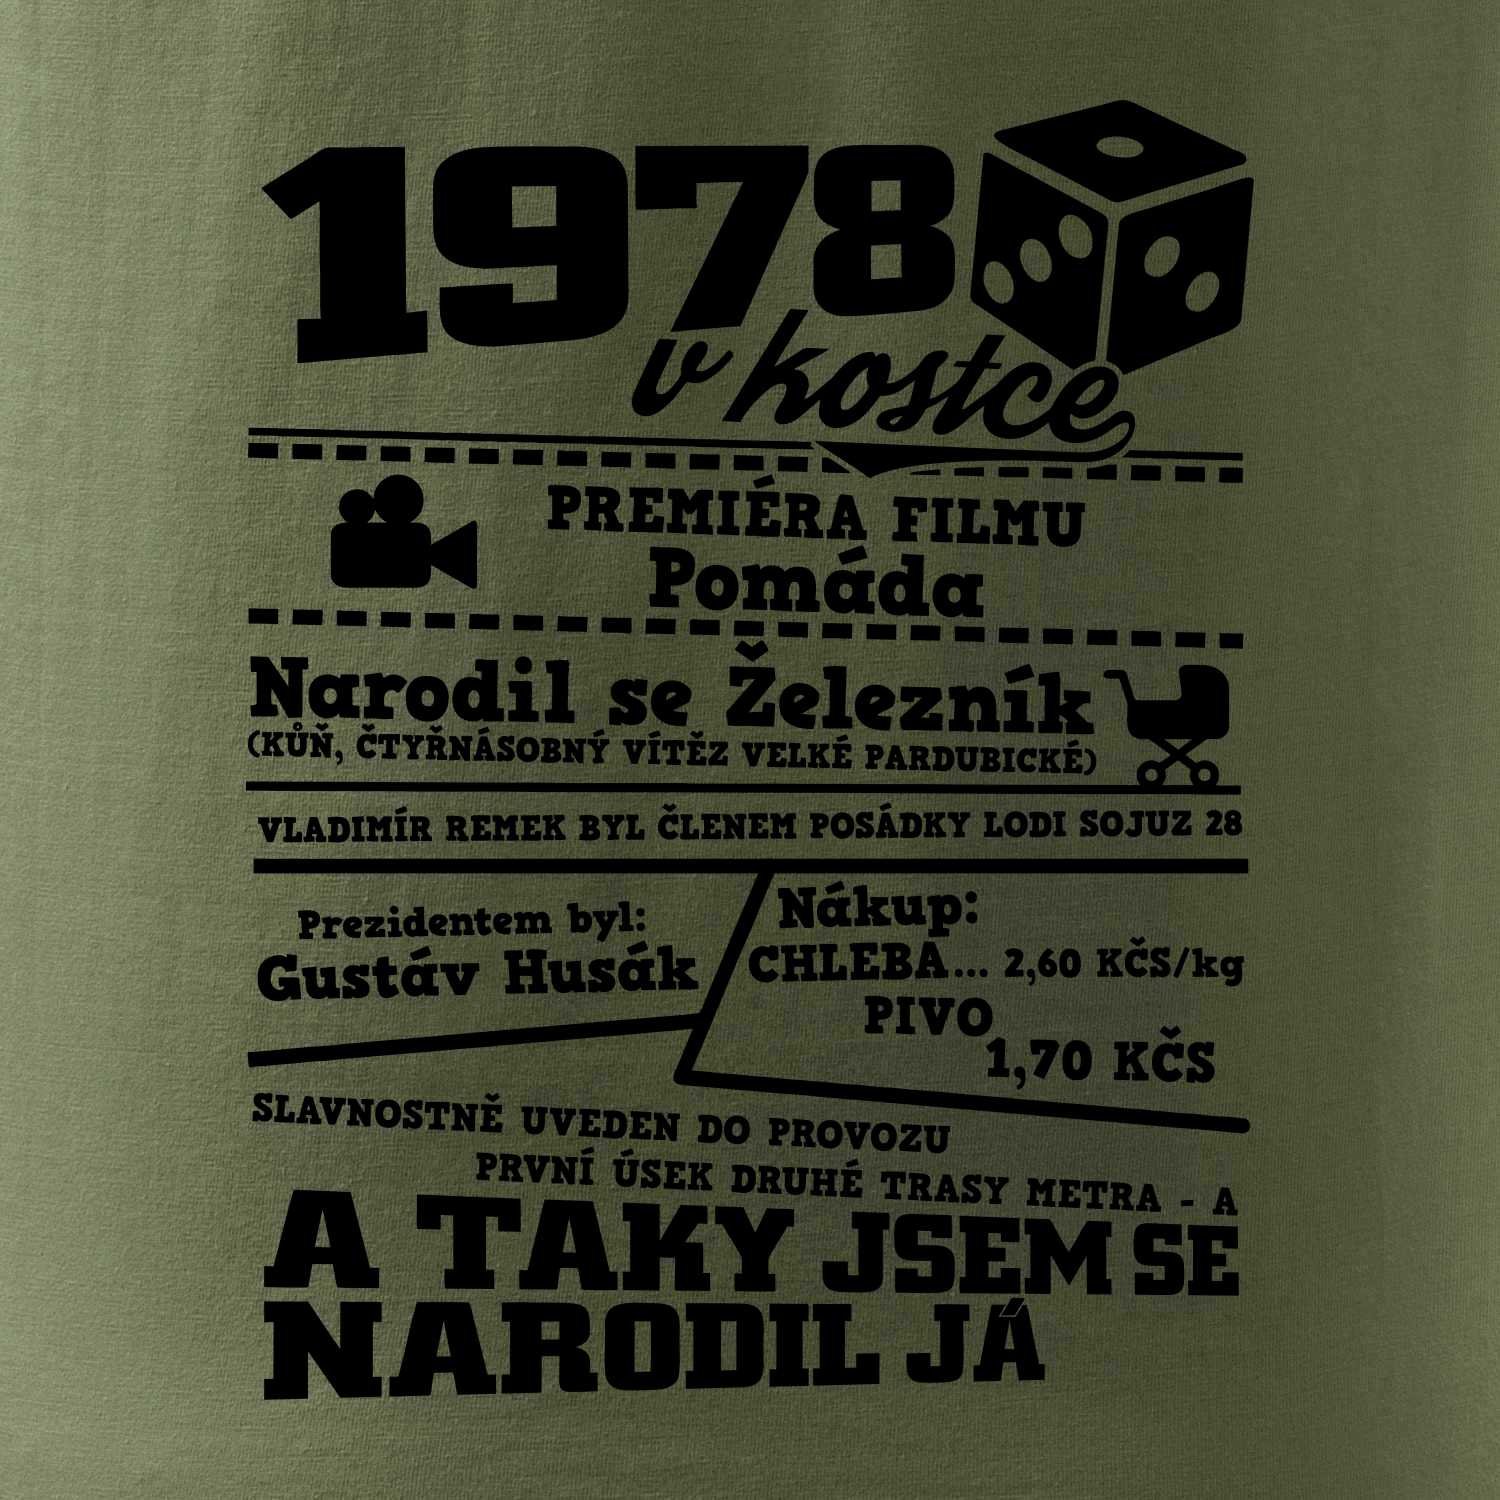 1978
v kostce
PREMIÉRA FILMU
Pomáda
Narodil se Železník
(KŮŇ, ČTYŘNÁSOBNÝ VÍTĚZ VELKÉ PARDUBICKÉ)
VLADIMÍR REMEK BYL ČLENEM POSÁDKY LODI SOJUZ 28
Prezidentem byl:
Gustáv Husák
Nákup:
CHLEBA... 2,60 KČS/kg
PIVO
1,70 KČS
SLAVNOSTNĚ UVEDEN DO PROVOZU
PRVNÍ ÚSEK DRUHÉ TRASY METRA - A
A TAKY JSEM SE
NARODIL JÁ